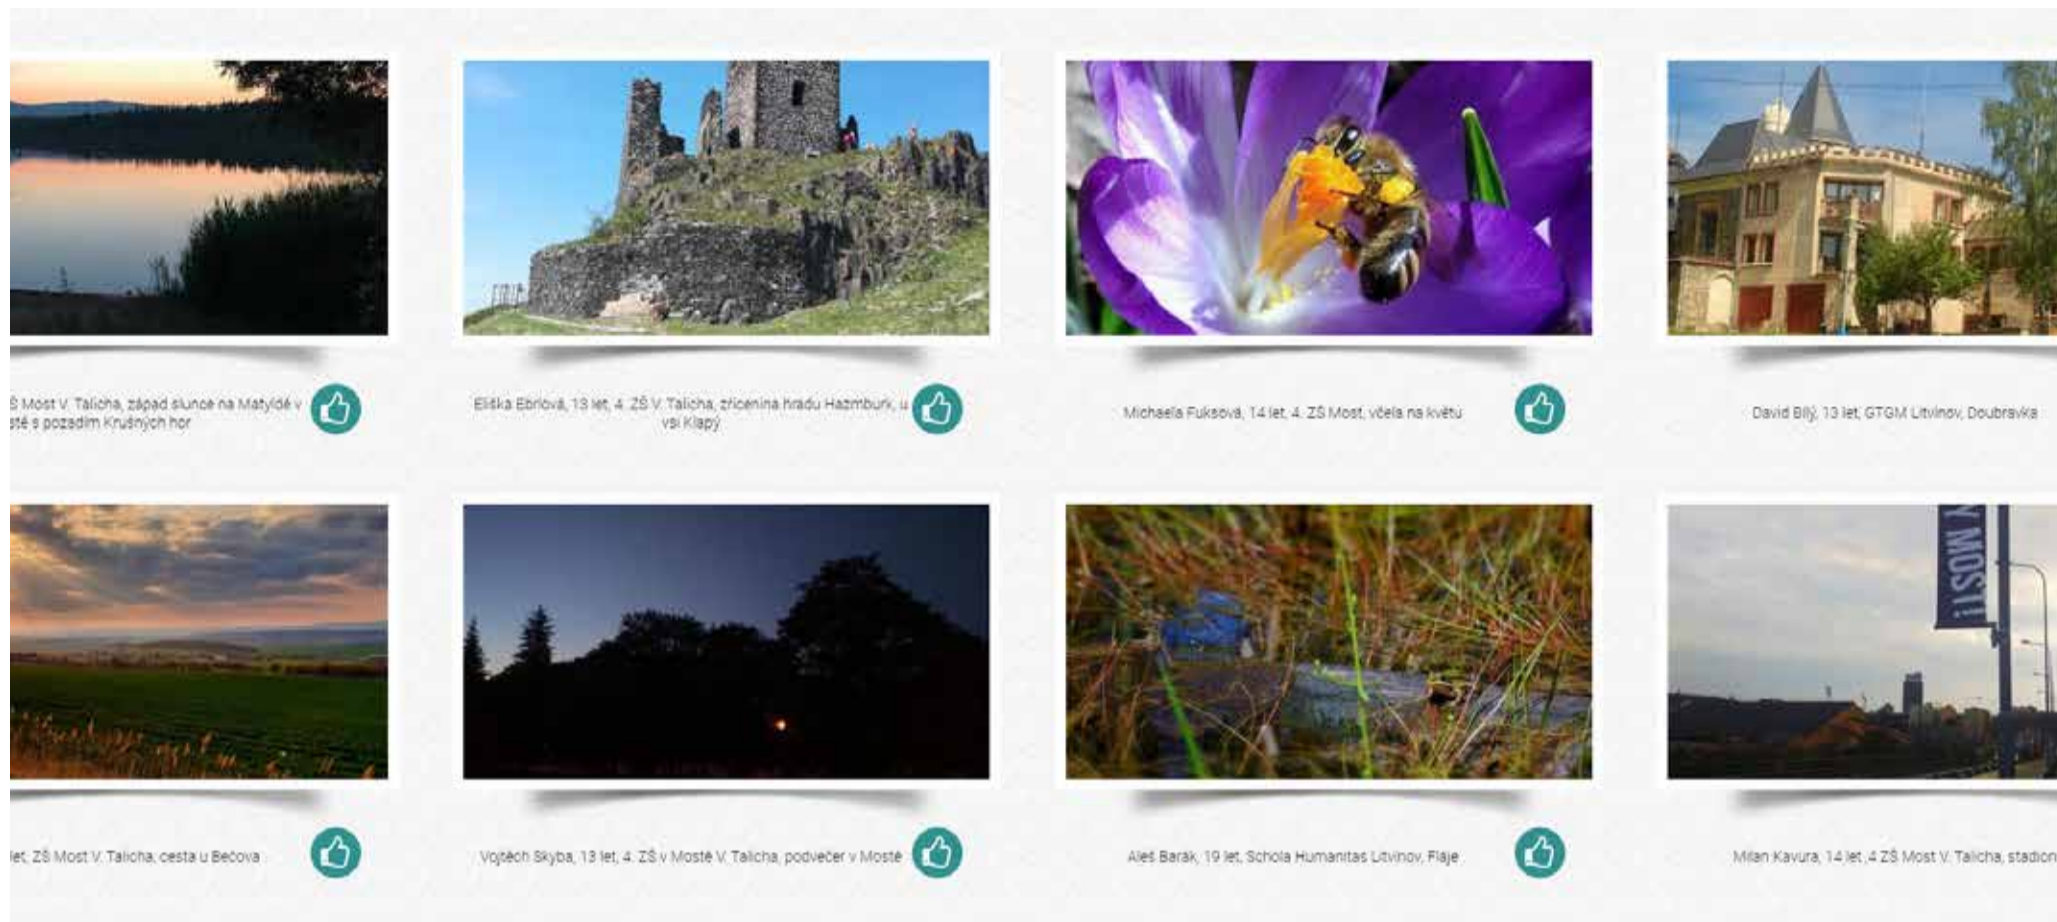 Š Most V. Talicha, západ slunce na Matyldě v
stě s pozadím Krušných hor
Eliška Ebrlová, 13 let, 4. ZŠ V. Talicha, zřícenina hradu Hazmburk, u
vsi Klapý
Michaela Fuksová, 14 let, 4. ZŠ Most, včela na květu
David Bílý, 13 let, GTGM Litvínov, Doubravka
Y MOST!
let, ZŠ Most V. Talicha, cesta u Bečova
Vojtěch Skyba, 13 let, 4. ZŠ v Mostě V. Talicha, podvečer v Mostě
Aleš Barák, 19 let, Schola Humanitas Litvínov, Fláje
Milan Kavura, 14 let ,4 ZŠ Most V. Talicha, stadion